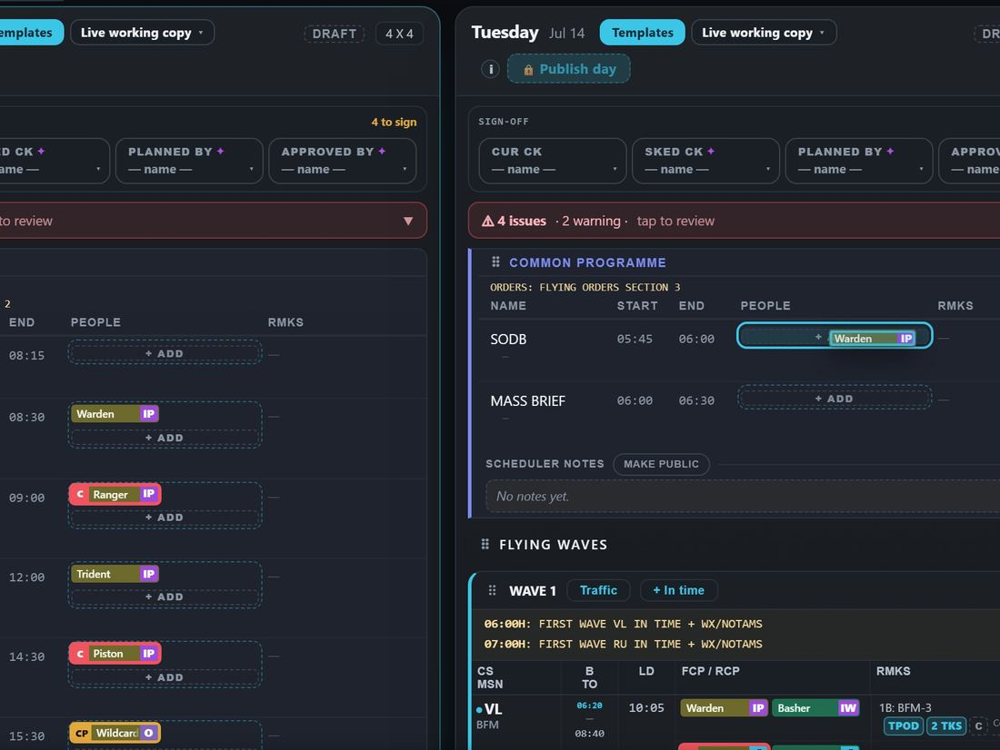 emplates Live working copy ▾ DRAFT 4 X 4
4 to sign
D CK ✦ PLANNED BY ✦ APPROVED BY ✦
ame — — name — ▾ — name — ▾
to review ▼
2
END PEOPLE RMKS
08:15 + ADD —
08:30 Warden IP —
+ ADD
09:00 C Ranger IP —
+ ADD
12:00 Trident IP —
+ ADD
14:30 C Piston IP —
+ ADD
15:30 CP Wildcard O —
+ ADD
Tuesday Jul 14 Templates Live working copy ▾ DR
i 🔒 Publish day
SIGN-OFF
CUR CK SKED CK ✦ PLANNED BY ✦ APPROV
— name — ▾ — name — ▾ — name — ▾ — name
⚠ 4 issues · 2 warning · tap to review
COMMON PROGRAMME
ORDERS: FLYING ORDERS SECTION 3
NAME START END PEOPLE RMKS
SODB 05:45 06:00 + Warden IP —
—
MASS BRIEF 06:00 06:30 + ADD —
—
SCHEDULER NOTES MAKE PUBLIC
No notes yet.
FLYING WAVES
WAVE 1 Traffic + In time
06:00H: FIRST WAVE VL IN TIME + WX/NOTAMS
07:00H: FIRST WAVE RU IN TIME + WX/NOTAMS
CS B LD FCP / RCP RMKS
MSN TO
VL 06:20 10:05 Warden IP Basher IW 1B: BFM-3
BFM — TPOD 2 TKS C
08:40